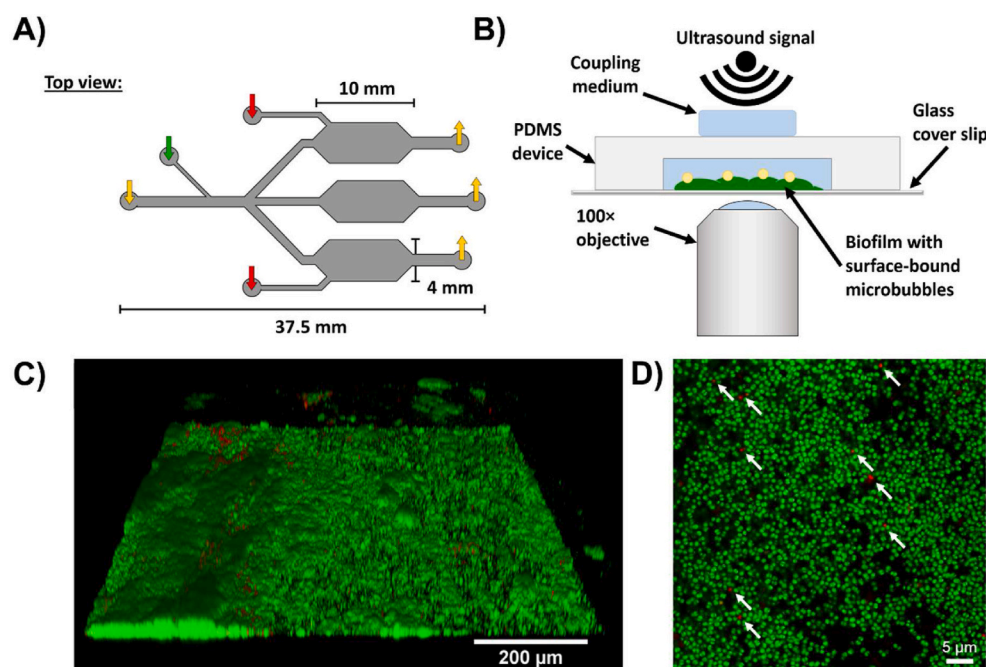 A)
Top view:
10 mm
4 mm
37.5 mm
B)
Ultrasound signal
Coupling
medium
PDMS
device
Glass
cover slip
100×
objective
Biofilm with
surface-bound
microbubbles
C)
200 µm
D)
5 µm